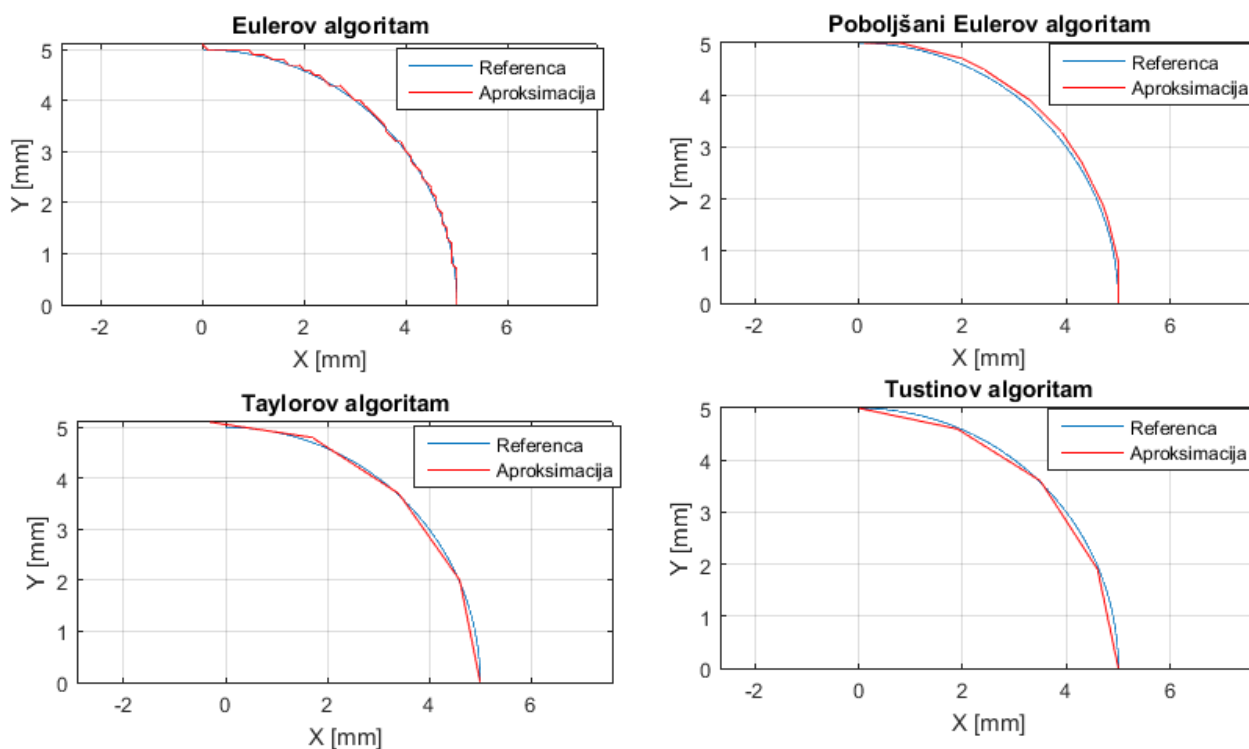 Eulerov algoritam
Y [mm]
5
4
3
2
1
0
-2 0 2 4 6
X [mm]
Referenca
Aproksimacija
Poboljšani Eulerov algoritam
Y [mm]
5
4
3
2
1
0
-2 0 2 4 6
X [mm]
Referenca
Aproksimacija
Taylorov algoritam
Y [mm]
5
4
3
2
1
0
-2 0 2 4 6
X [mm]
Referenca
Aproksimacija
Tustinov algoritam
Y [mm]
5
4
3
2
1
0
-2 0 2 4 6
X [mm]
Referenca
Aproksimacija